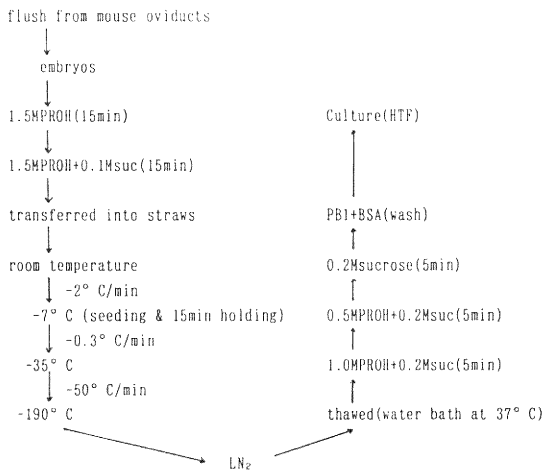 flush from mouse oviducts
embryos
1.5MPROH(15min)
1.5MPROH+0.1Msuc(15min)
transferred into straws
room temperature
-2° C/min
-7° C (seeding & 15min holding)
-0.3° C/min
-35° C
-50° C/min
-190° C
LN₂
thawed(water bath at 37° C)
1.0MPROH+0.2Msuc(5min)
0.5MPROH+0.2Msuc(5min)
0.2Msucrose(5min)
PB1+BSA(wash)
Culture(HTF)